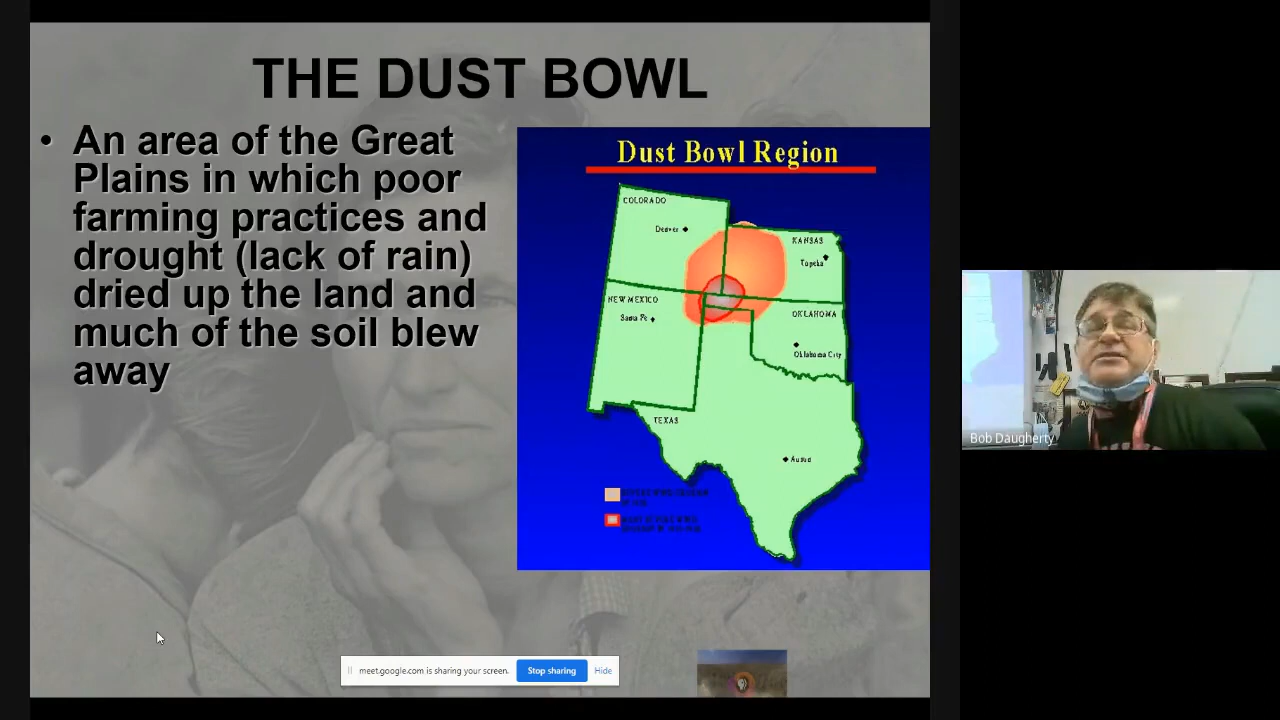 THE DUST BOWL
• An area of the Great
Plains in which poor
farming practices and
drought (lack of rain)
dried up the land and
much of the soil blew
away
Dust Bowl Region
COLORADO
Denver
KANSAS
Topeka
NEW MEXICO
Santa Fe
OKLAHOMA
Oklahoma City
TEXAS
Austin
meet.google.com is sharing your screen.
Stop sharing
Hide
Bob Daugherty